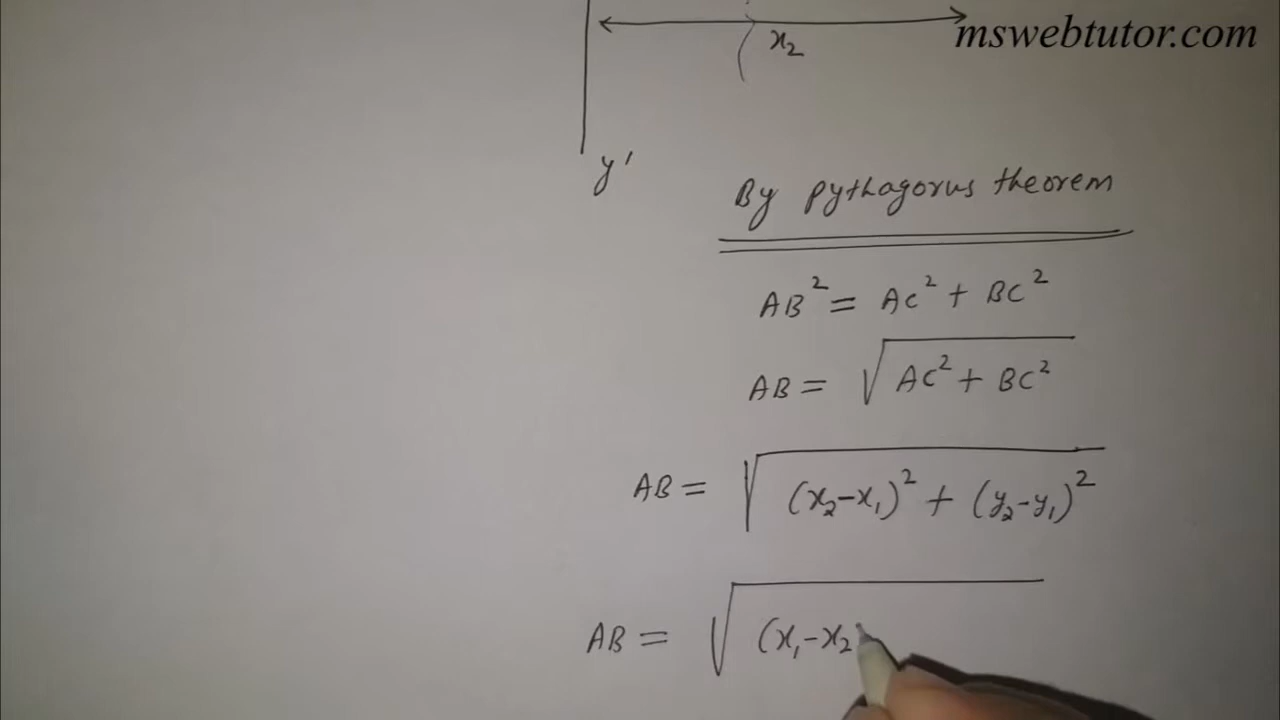 mswebtutor.com
x₂
y'
By pythagorus theorem
AB² = AC² + BC²
AB = √AC² + BC²
AB = √(x₂-x₁)² + (y₂-y₁)²
AB = √(x₁-x₂